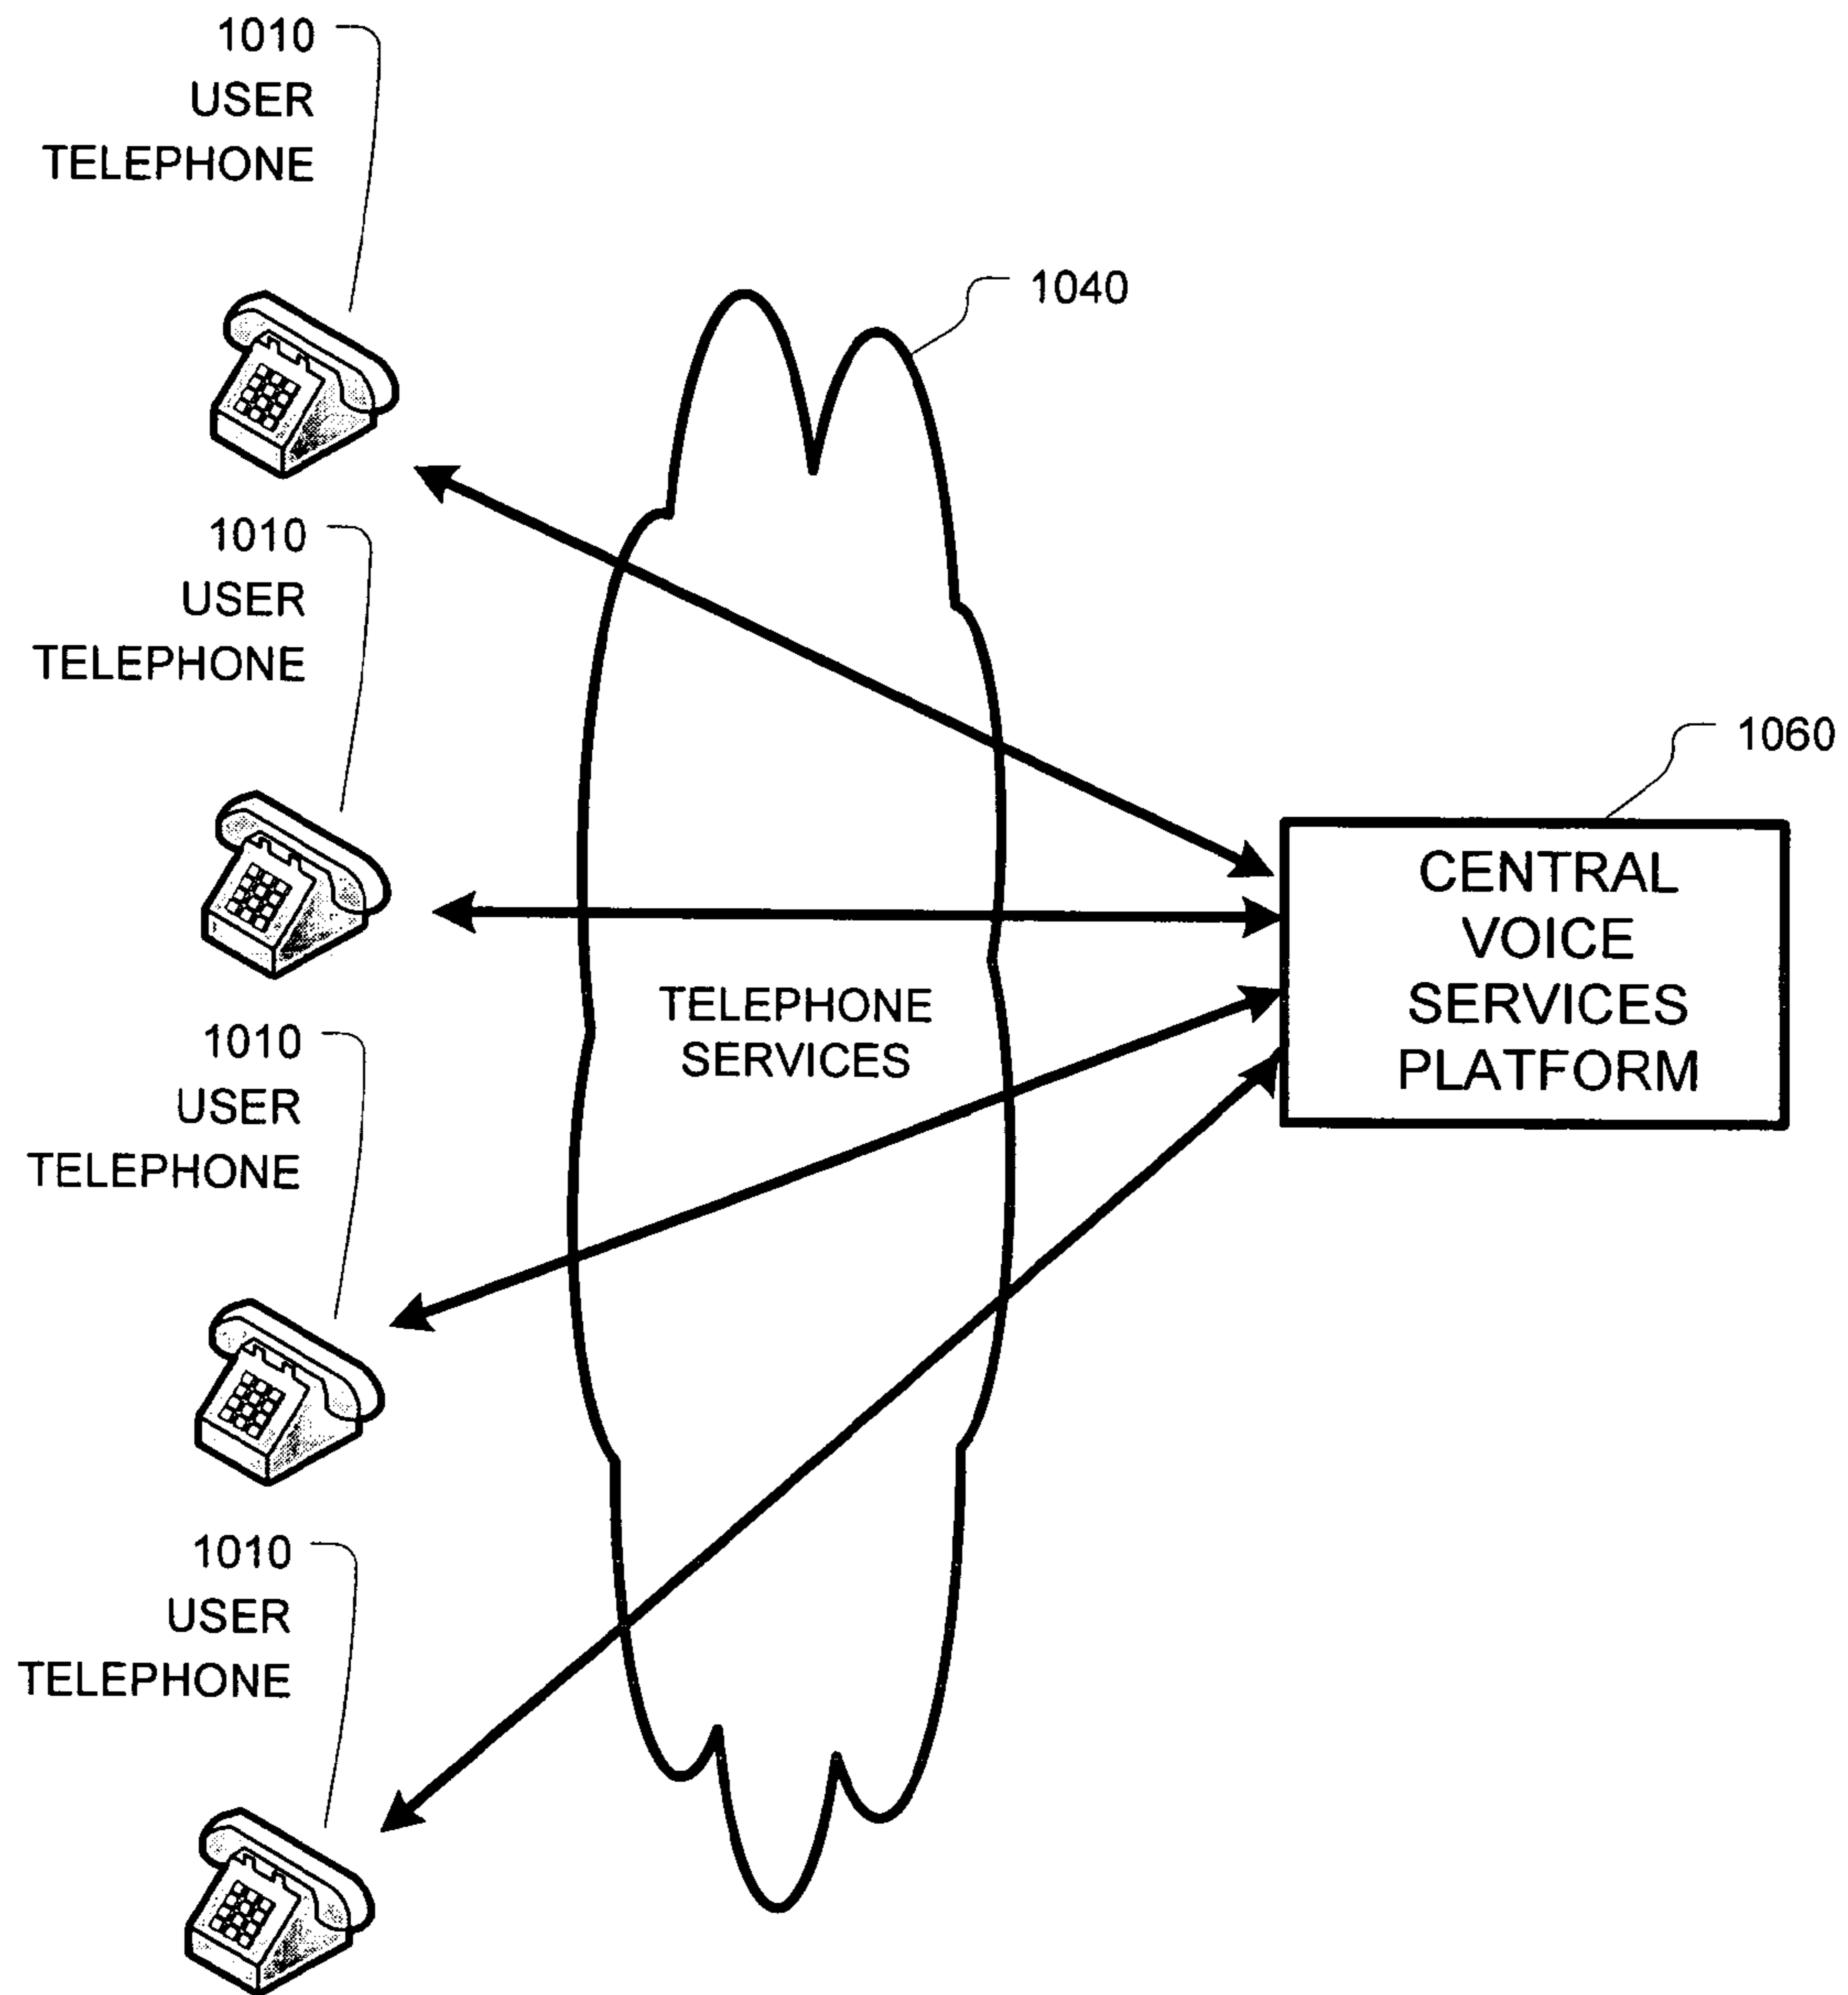 1010
USER
TELEPHONE
1040
1010
USER
TELEPHONE
1060
CENTRAL
VOICE
SERVICES
PLATFORM
TELEPHONE
SERVICES
1010
USER
TELEPHONE
1010
USER
TELEPHONE